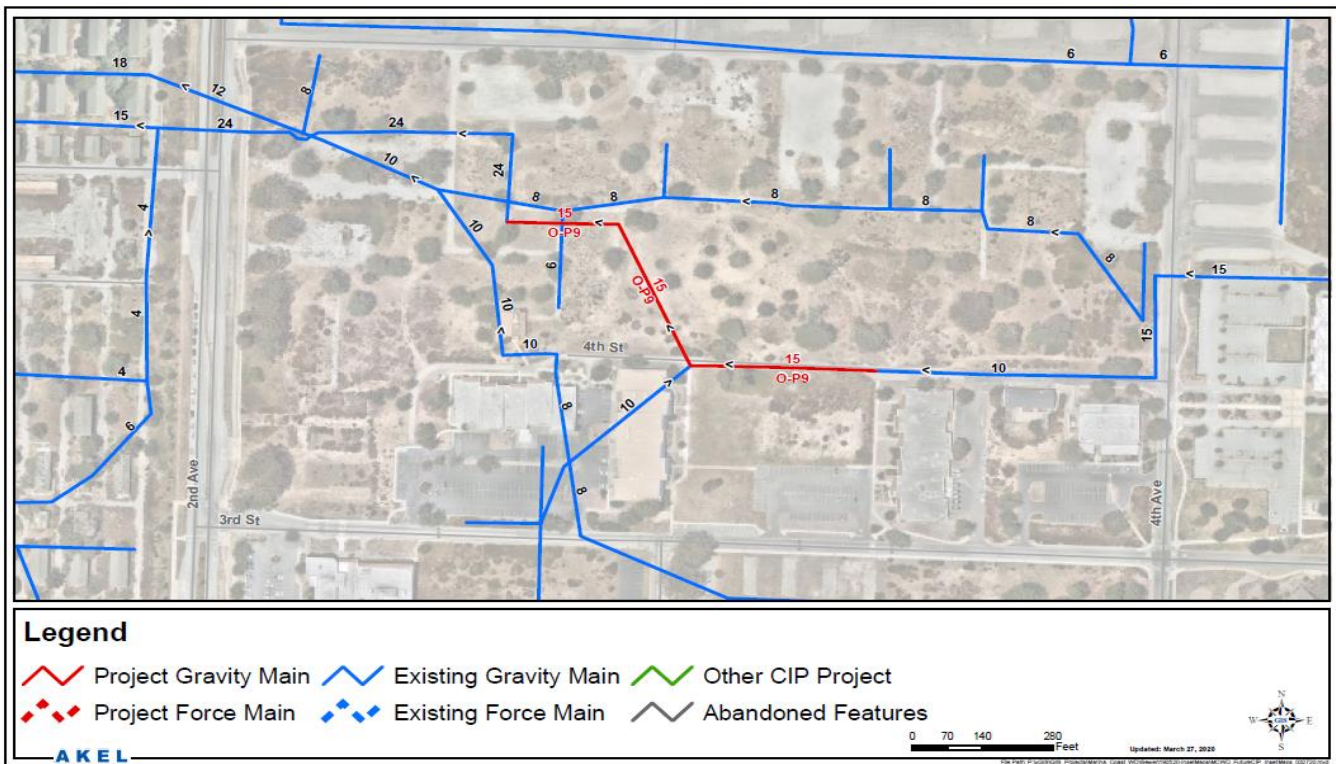 6 6
18
12
8
15
24
24
4
10
24
8
8
8
8
8
15
O-P9
8
15
4
10
6
15
O-P9
15
10
10
4th St
15
O-P9
10
4
8
10
6
8
2nd Ave
3rd St
4th Ave
Legend
Project Gravity Main Existing Gravity Main Other CIP Project
Project Force Main Existing Force Main Abandoned Features
N
W GIS E
S
0 70 140 280
Feet
Updated: March 27, 2020
AKEL